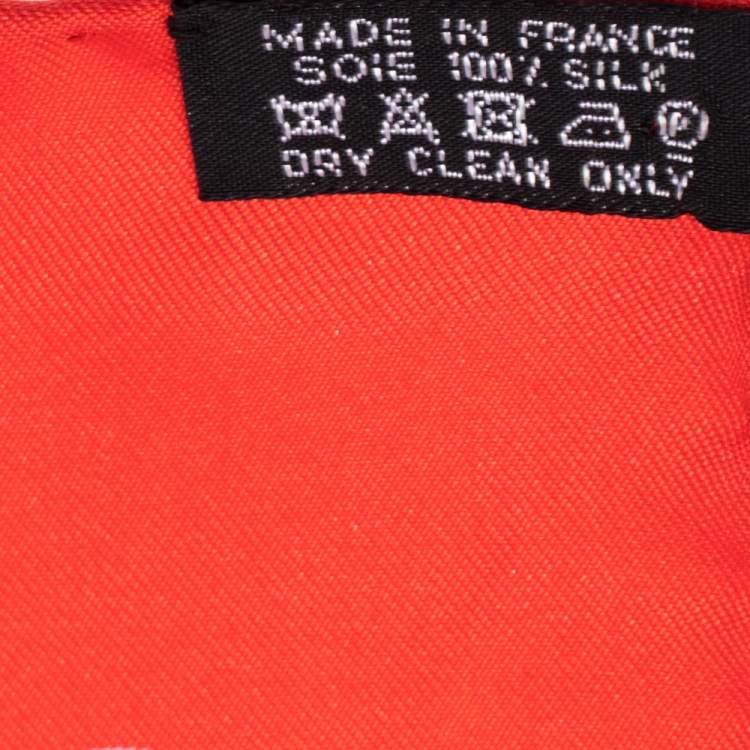 MADE IN FRANCE
SOIE 100% SILK
P
DRY CLEAN ONLY